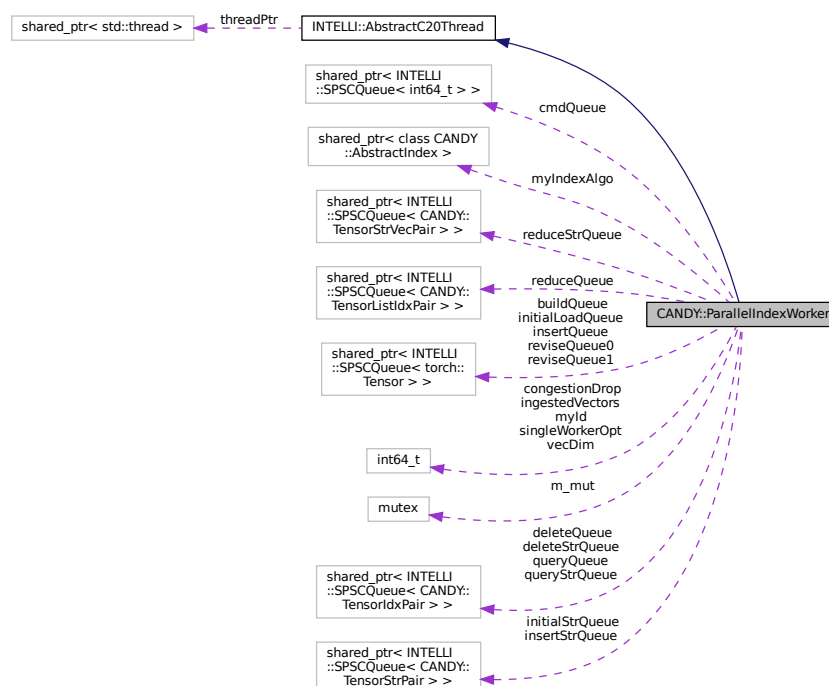 shared_ptr< std::thread >
threadPtr
INTELLI::AbstractC20Thread
shared_ptr< INTELLI
::SPSCQueue< int64_t > >
cmdQueue
shared_ptr< class CANDY
::AbstractIndex >
myIndexAlgo
shared_ptr< INTELLI
::SPSCQueue< CANDY::
TensorStrVecPair > >
reduceStrQueue
shared_ptr< INTELLI
::SPSCQueue< CANDY::
TensorListIdxPair > >
reduceQueue
CANDY::ParallelIndexWorker
buildQueue
initialLoadQueue
insertQueue
reviseQueue0
reviseQueue1
shared_ptr< INTELLI
::SPSCQueue< torch::
Tensor > >
congestionDrop
ingestedVectors
myId
singleWorkerOpt
vecDim
int64_t
m_mut
mutex
deleteQueue
deleteStrQueue
queryQueue
queryStrQueue
shared_ptr< INTELLI
::SPSCQueue< CANDY::
TensorIdxPair > >
initialStrQueue
insertStrQueue
shared_ptr< INTELLI
::SPSCQueue< CANDY::
TensorStrPair > >